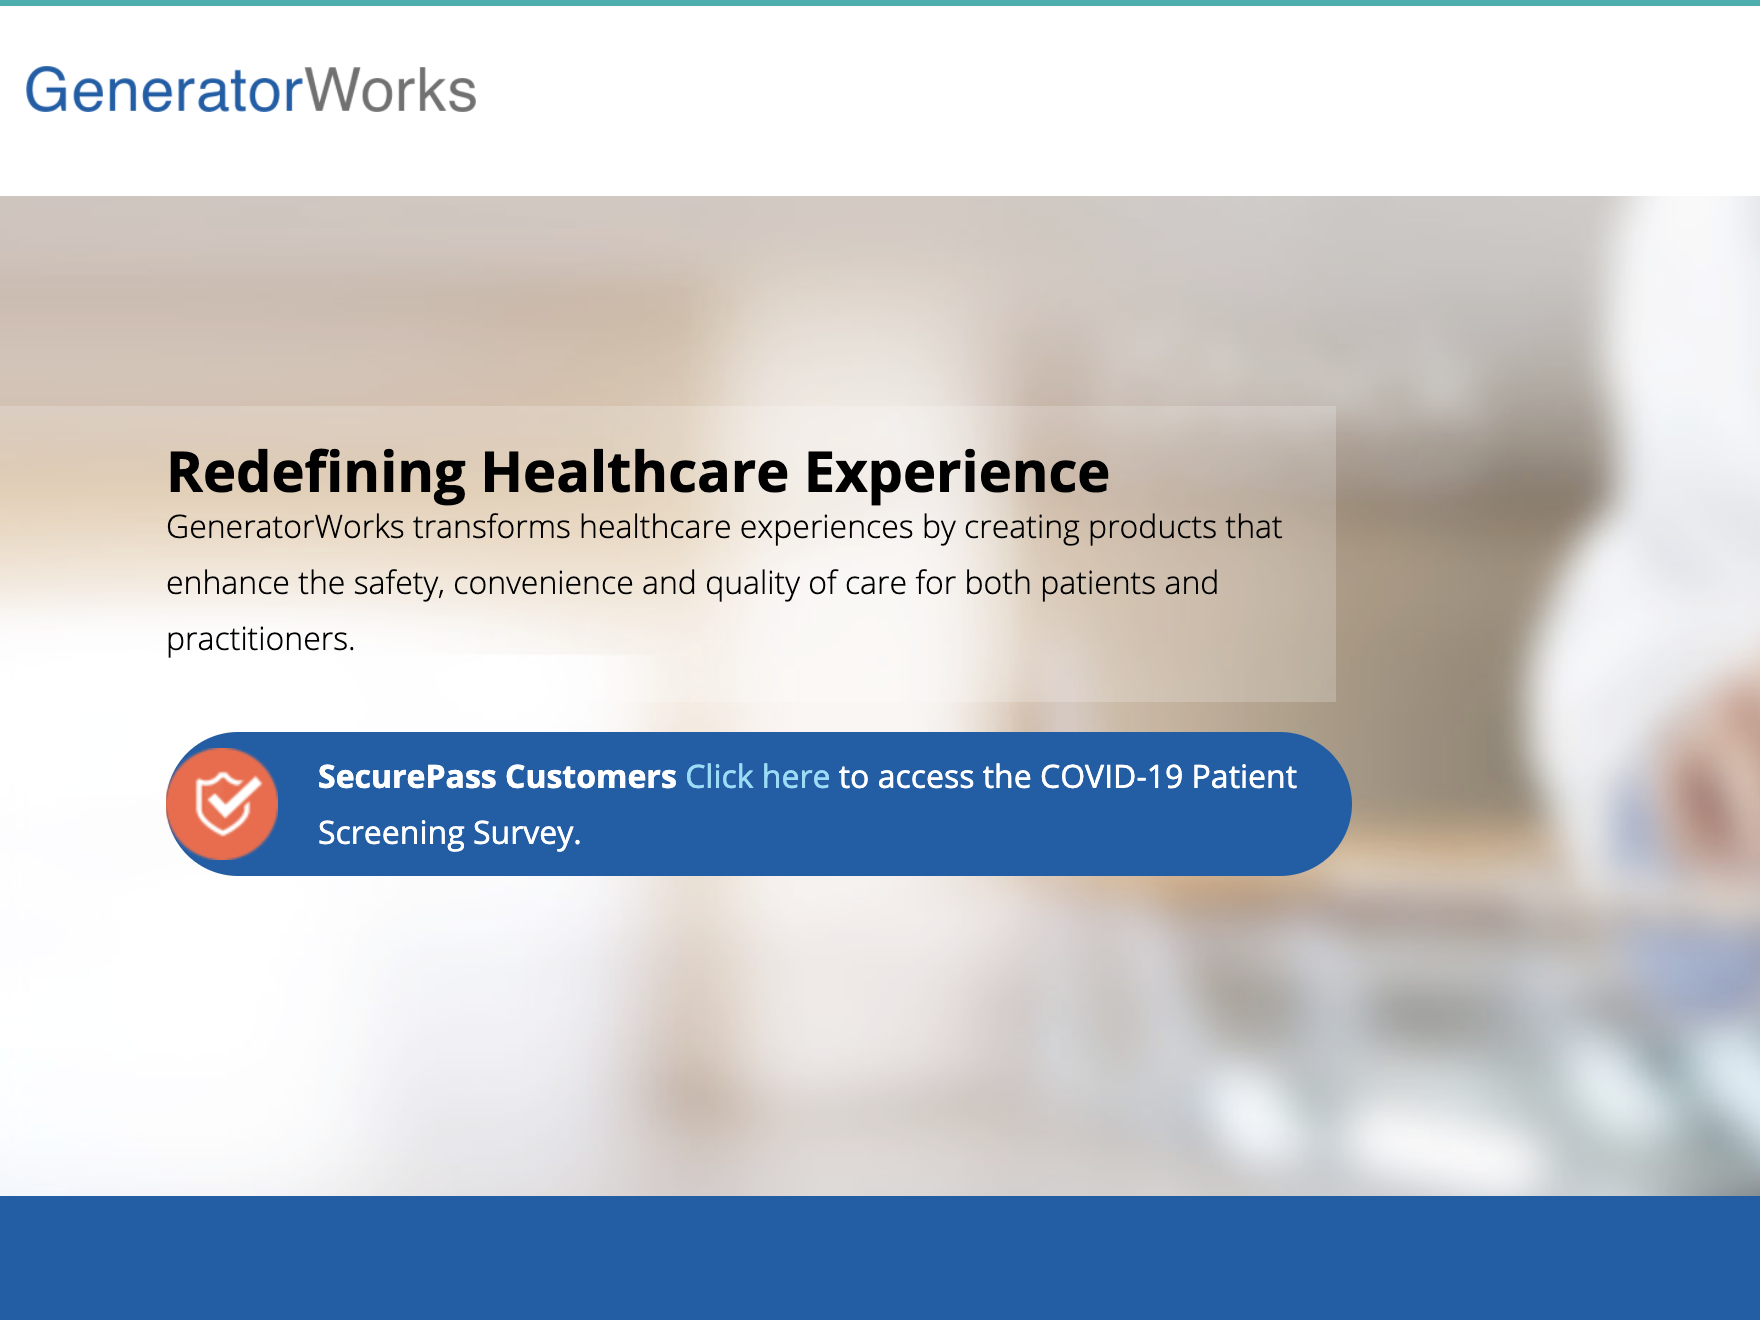 GeneratorWorks
Redefining Healthcare Experience
GeneratorWorks transforms healthcare experiences by creating products that
enhance the safety, convenience and quality of care for both patients and
practitioners.
SecurePass Customers Click here to access the COVID-19 Patient
Screening Survey.